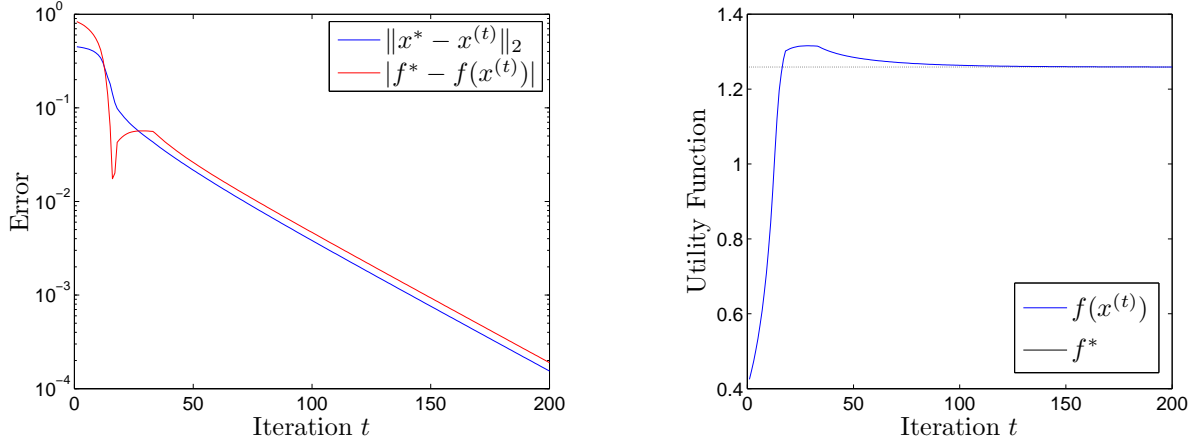 10^0
10^{-1}
10^{-2}
10^{-3}
10^{-4}
Error
‖x* − x^{(t)}‖_2
|f* − f(x^{(t)})|
0
50
100
150
200
Iteration t
1.4
1.2
1
0.8
0.6
0.4
Utility Function
f(x^{(t)})
f*
0
50
100
150
200
Iteration t